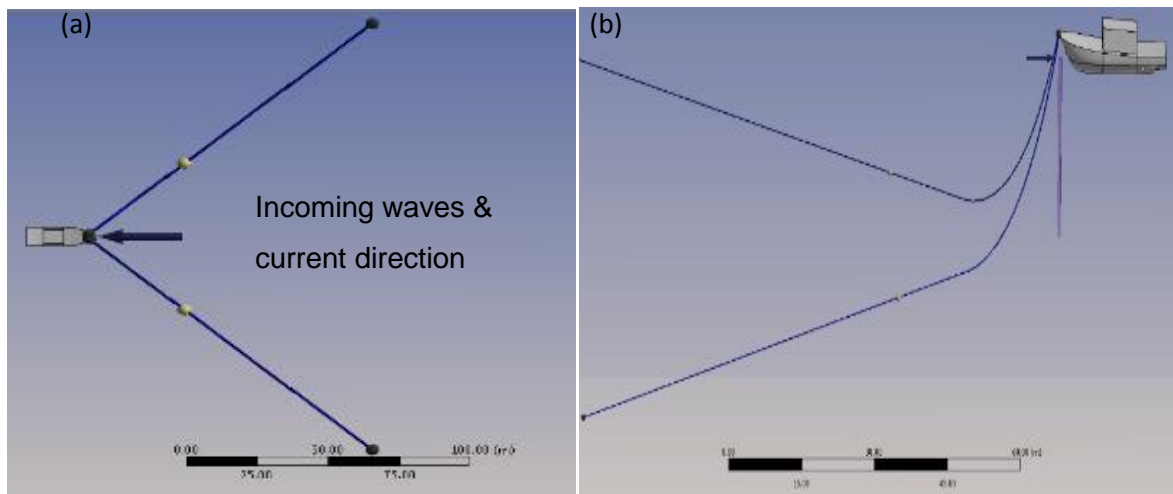 (a)
Incoming waves &
current direction
0.00 50.00 100.00 (m)
25.00 75.00
(b)